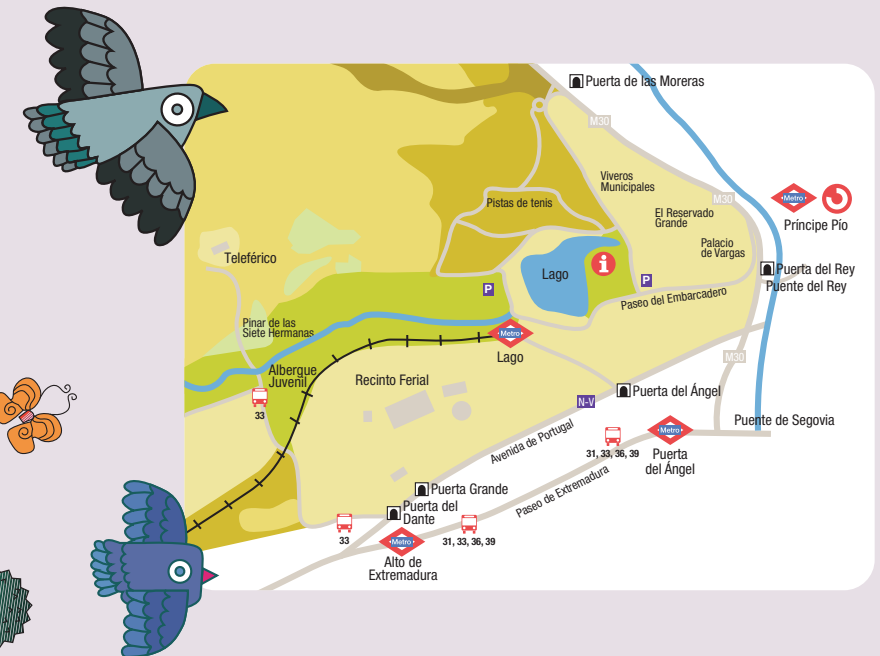 Puerta de las Moreras
M30
Viveros
Municipales
Pistas de tenis
M30
Metro
Príncipe Pío
El Reservado
Grande
Palacio
de Vargas
Teleférico
Lago
i
P
P
Puerta del Rey
Puente del Rey
Paseo del Embarcadero
Pinar de las
Siete Hermanas
Metro
Lago
M30
Albergue
Juvenil
33
Recinto Ferial
Puerta del Ángel
N-V
Puente de Segovia
Avenida de Portugal
31, 33, 36, 39
Metro
Puerta
del Ángel
Paseo de Extremadura
Puerta Grande
Puerta del
Dante
33
31, 33, 36, 39
Metro
Alto de
Extremadura